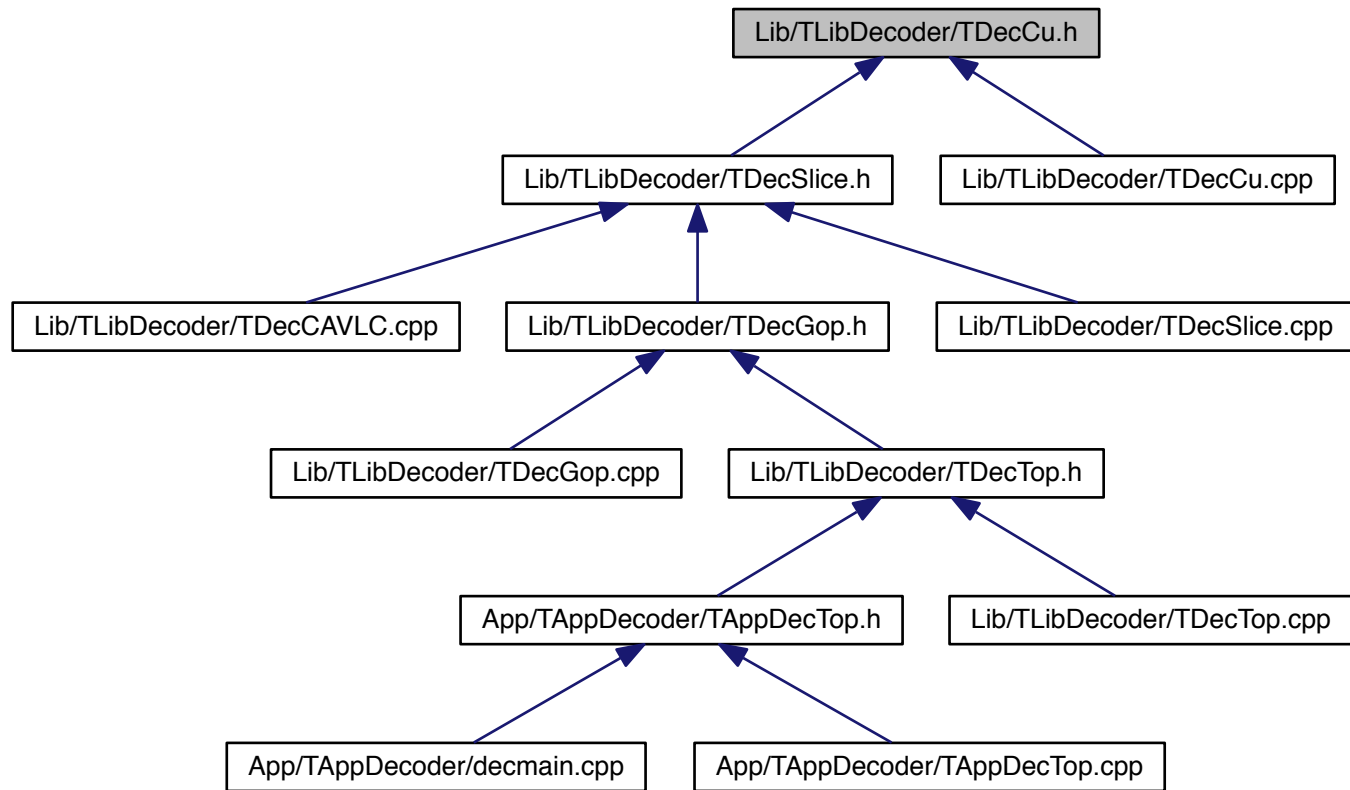 Lib/TLibDecoder/TDecCu.h
Lib/TLibDecoder/TDecSlice.h
Lib/TLibDecoder/TDecCu.cpp
Lib/TLibDecoder/TDecCAVLC.cpp
Lib/TLibDecoder/TDecGop.h
Lib/TLibDecoder/TDecSlice.cpp
Lib/TLibDecoder/TDecGop.cpp
Lib/TLibDecoder/TDecTop.h
App/TAppDecoder/TAppDecTop.h
Lib/TLibDecoder/TDecTop.cpp
App/TAppDecoder/decmain.cpp
App/TAppDecoder/TAppDecTop.cpp